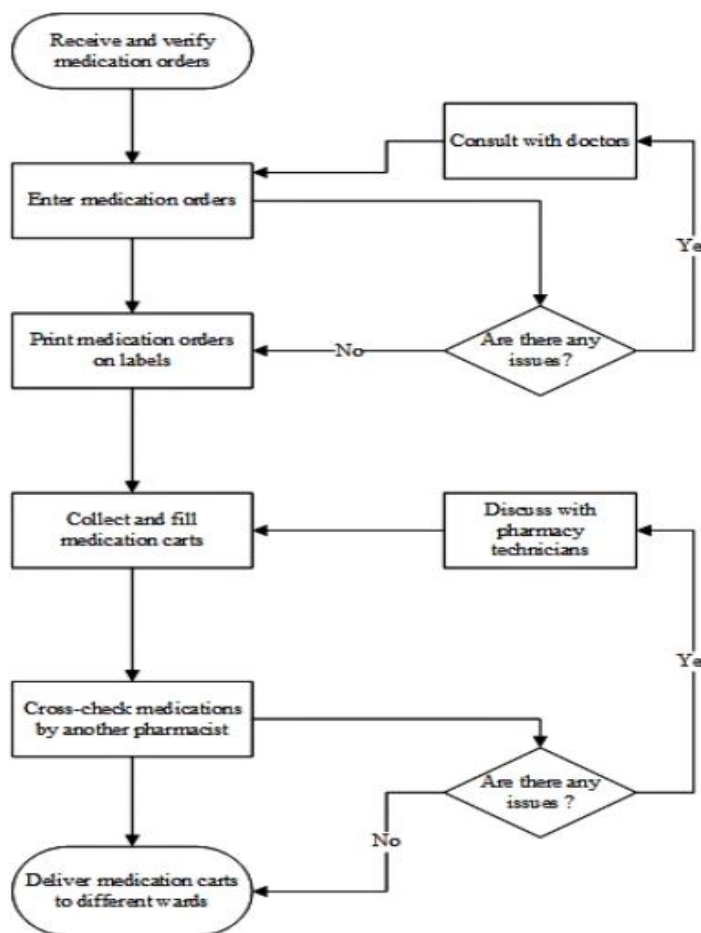 Receive and verify
medication orders
Consult with doctors
Enter medication orders
Ye
Print medication orders
on labels
No
Are there any
issues?
Collect and fill
medication carts
Discuss with
pharmacy
technicians
Ye
Cross-check medications
by another pharmacist
Are there any
issues ?
No
Deliver medication carts
to different wards